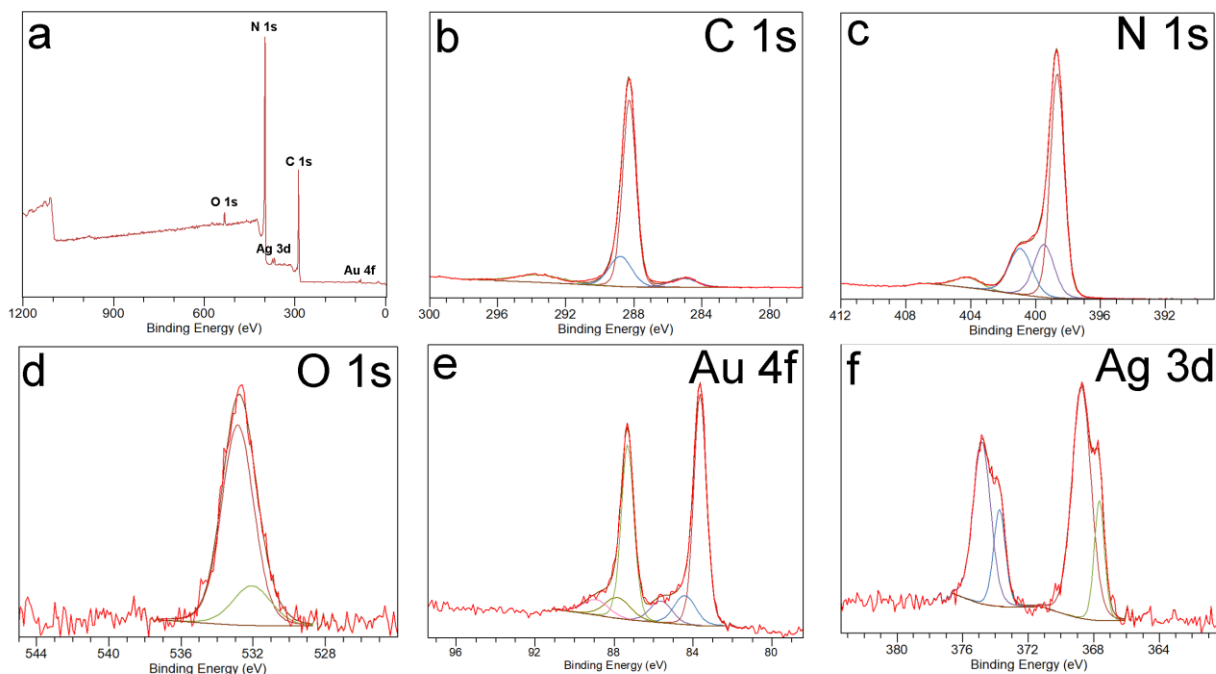 a
N 1s
C 1s
O 1s
Ag 3d
Au 4f
1200 900 600 300 0
Binding Energy (eV)
b C 1s
300 296 292 288 284 280
Binding Energy (eV)
c N 1s
412 408 404 400 396 392
Binding Energy (eV)
d O 1s
544 540 536 532 528
Binding Energy (eV)
e Au 4f
96 92 88 84 80
Binding Energy (eV)
f Ag 3d
380 376 372 368 364
Binding Energy (eV)